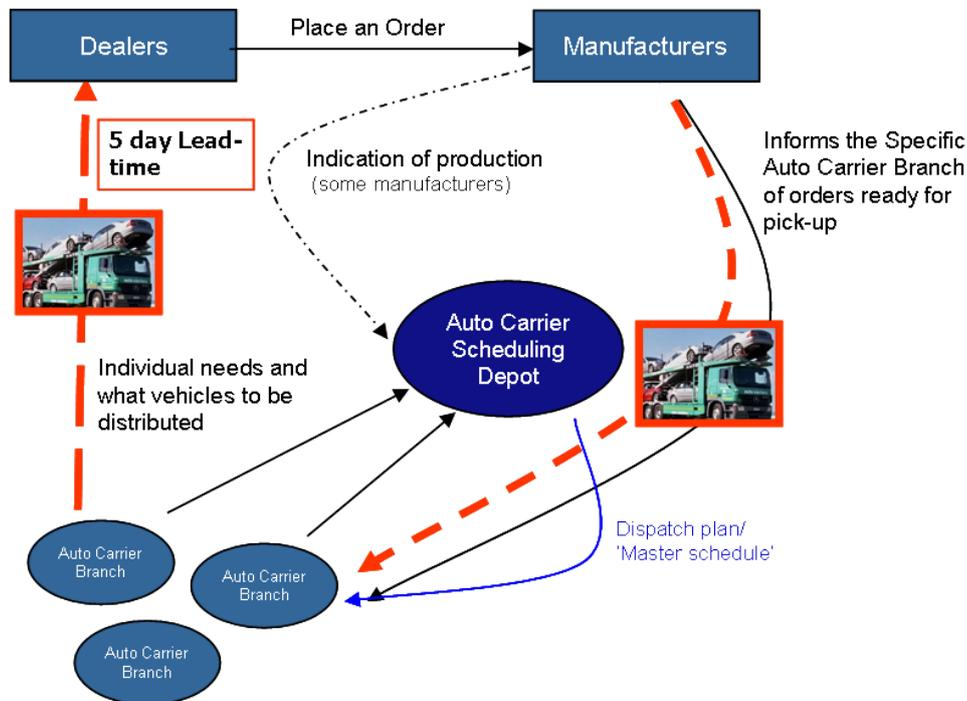 Dealers
Place an Order
Manufacturers
5 day Lead-
time
Indication of production
(some manufacturers)
Informs the Specific
Auto Carrier Branch
of orders ready for
pick-up
Auto Carrier
Scheduling
Depot
Individual needs and
what vehicles to be
distributed
Dispatch plan/
'Master schedule'
Auto Carrier
Branch
Auto Carrier
Branch
Auto Carrier
Branch